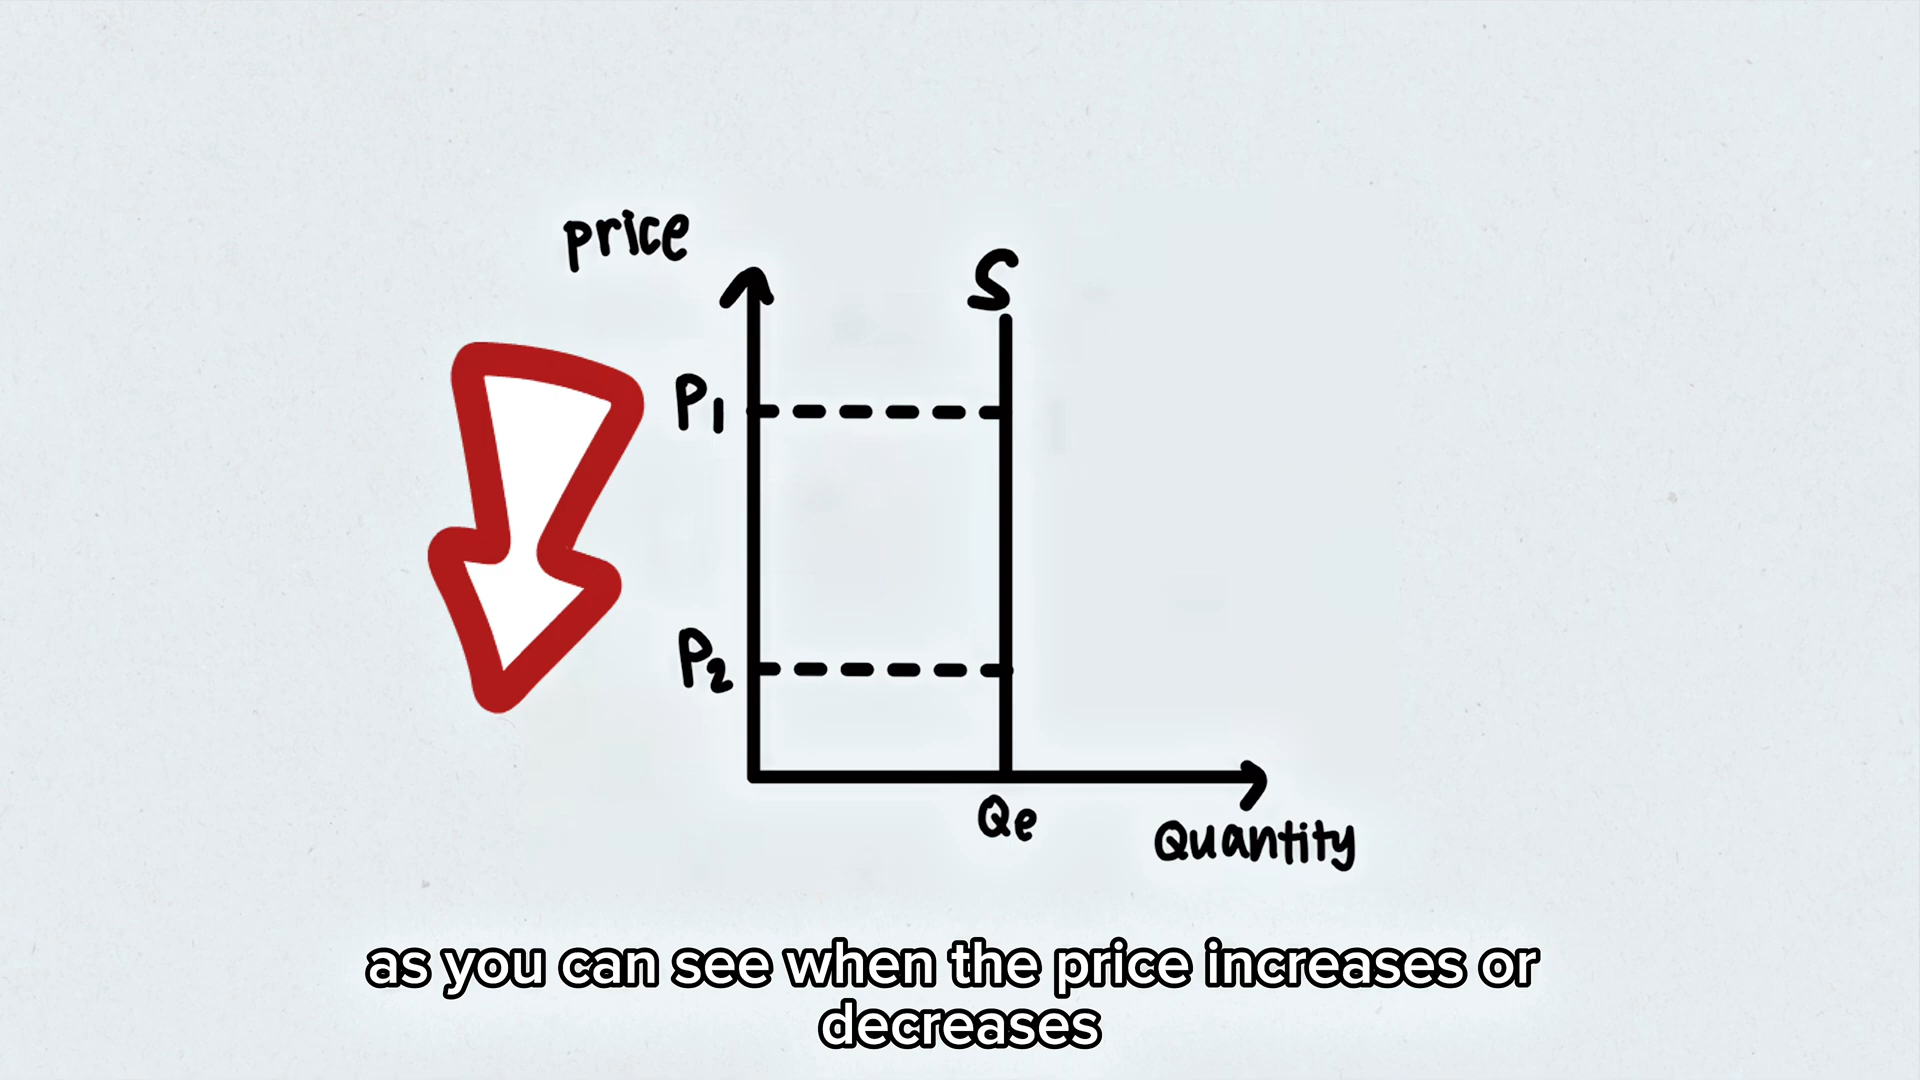 price
S
P1
P2
Qe
Quantity
as you can see when the price increases or
decreases